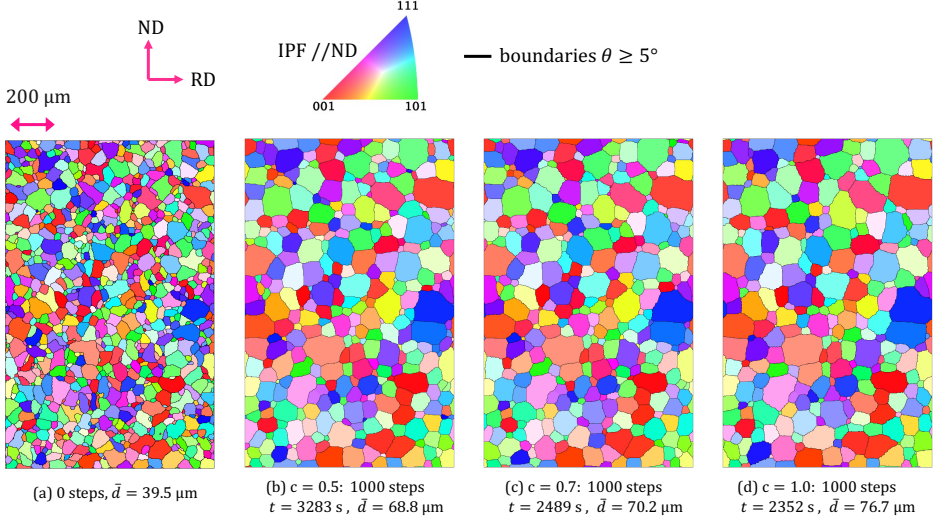 ND
RD
200 μm
IPF //ND
111
001
101
boundaries θ ≥ 5°
(a) 0 steps, d̄ = 39.5 μm
(b) c = 0.5: 1000 steps
t = 3283 s , d̄ = 68.8 μm
(c) c = 0.7: 1000 steps
t = 2489 s , d̄ = 70.2 μm
(d) c = 1.0: 1000 steps
t = 2352 s , d̄ = 76.7 μm